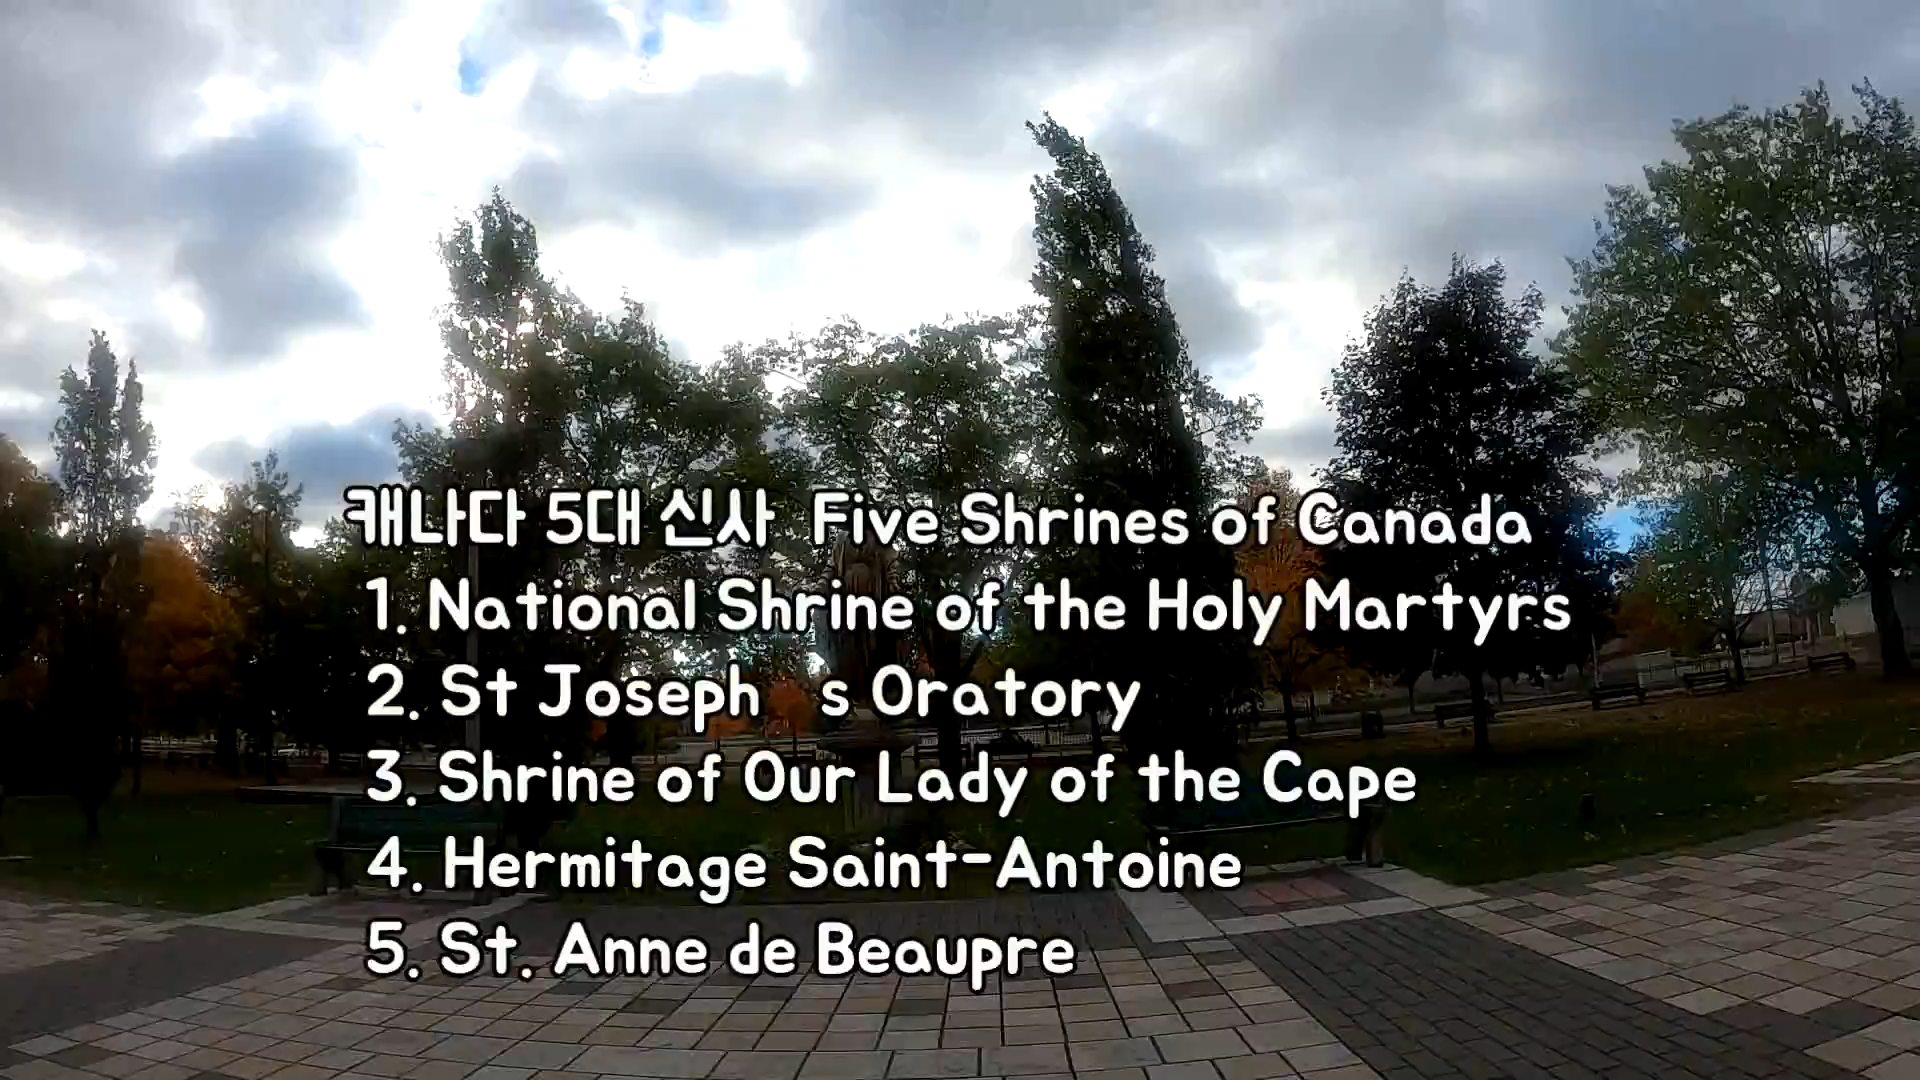 캐나다 5대 신사 Five Shrines of Canada
1. National Shrine of the Holy Martyrs
2. St Joseph s Oratory
3. Shrine of Our Lady of the Cape
4. Hermitage Saint-Antoine
5. St. Anne de Beaupre